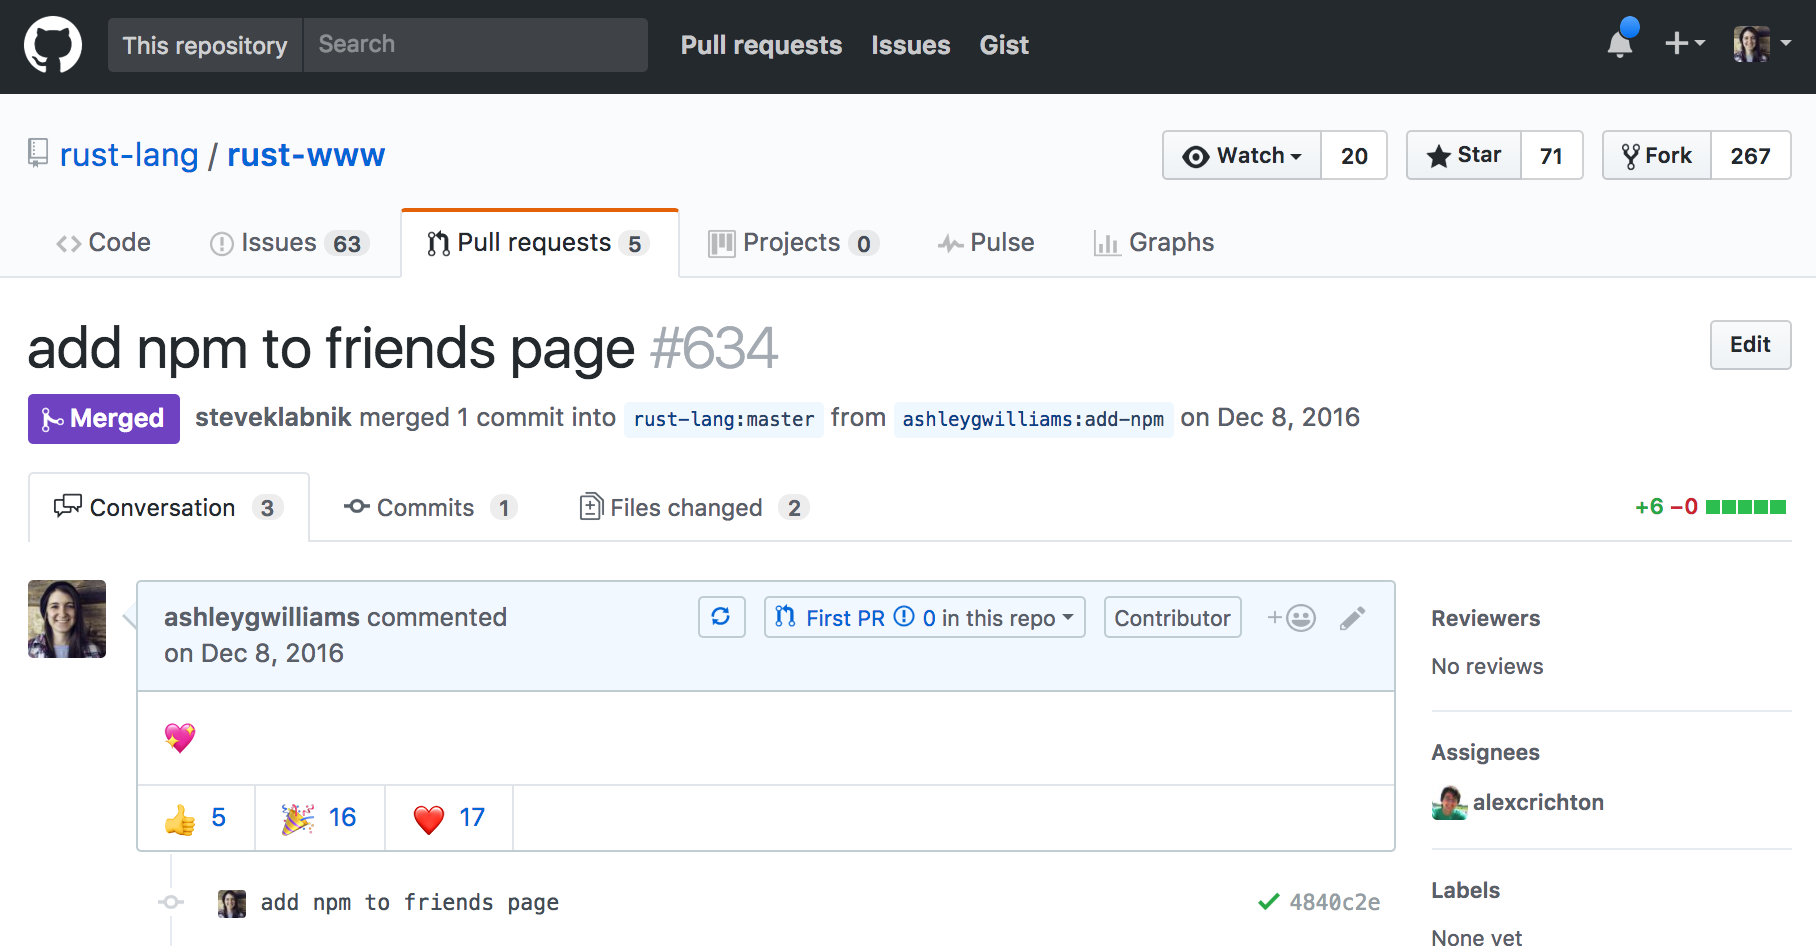 This repository Search Pull requests Issues Gist
rust-lang / rust-www Watch 20 Star 71 Fork 267
Code Issues 63 Pull requests 5 Projects 0 Pulse Graphs
add npm to friends page #634 Edit
Merged steveklabnik merged 1 commit into rust-lang:master from ashleygwilliams:add-npm on Dec 8, 2016
Conversation 3 Commits 1 Files changed 2 +6 −0
ashleygwilliams commented
on Dec 8, 2016
First PR 0 in this repo Contributor
5 16 17
add npm to friends page 4840c2e
Reviewers
No reviews
Assignees
alexcrichton
Labels
None yet